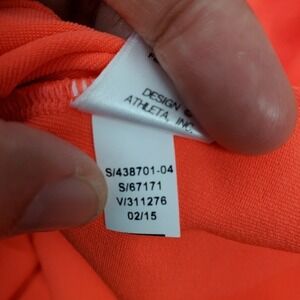 DESIGN ©
ATHLETA, INC.
S/438701-04
S/67171
V/311276
02/15